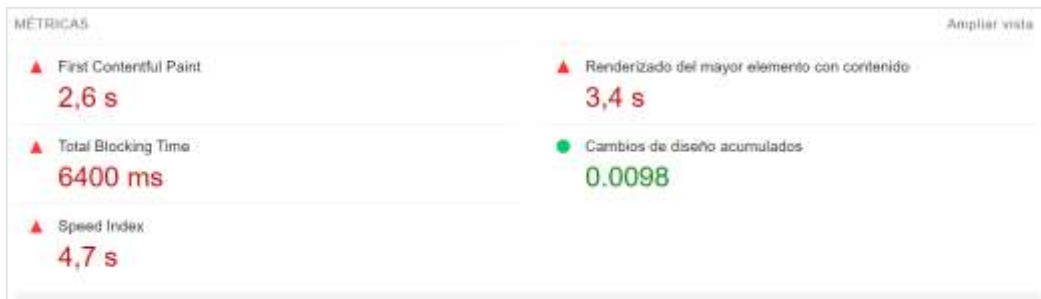 MÉTRICAS
Ampliar vista
First Contentful Paint
2,6 s
Renderizado del mayor elemento con contenido
3,4 s
Total Blocking Time
6400 ms
Cambios de diseño acumulados
0.0098
Speed Index
4,7 s